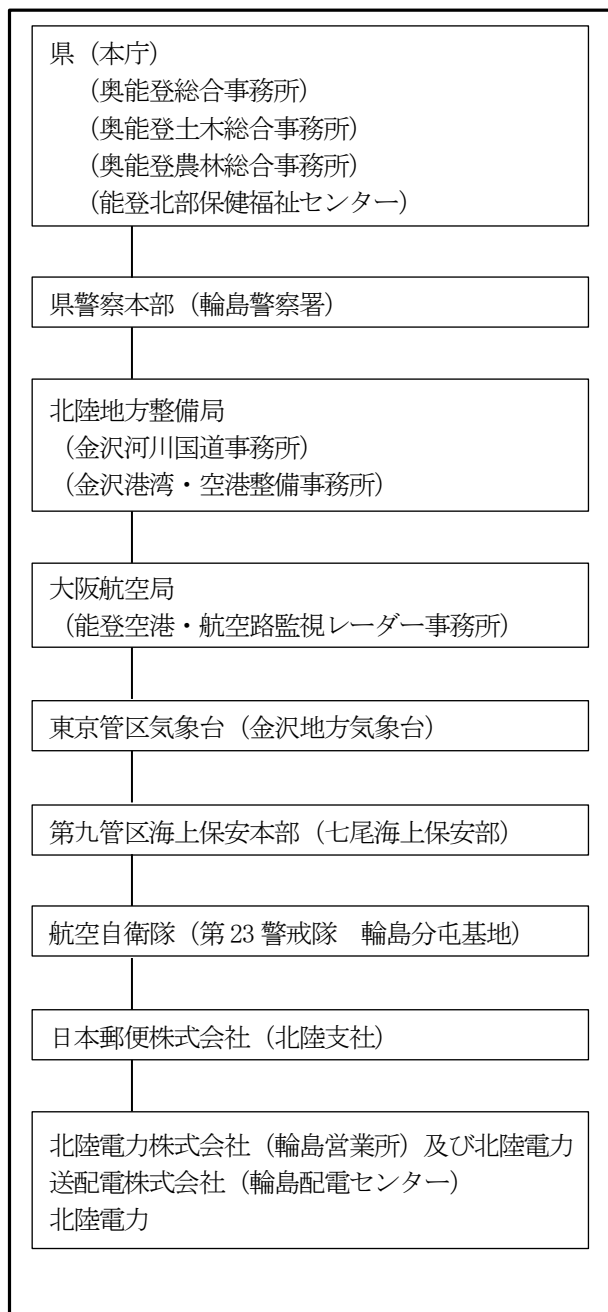 県（本庁）
（奥能登総合事務所）
（奥能登土木総合事務所）
（奥能登農林総合事務所）
（能登北部保健福祉センター）
県警察本部（輪島警察署）
北陸地方整備局
（金沢河川国道事務所）
（金沢港湾・空港整備事務所）
大阪航空局
（能登空港・航空路監視レーダー事務所）
東京管区気象台（金沢地方気象台）
第九管区海上保安本部（七尾海上保安部）
航空自衛隊（第23警戒隊　輪島分屯基地）
日本郵便株式会社（北陸支社）
北陸電力株式会社（輪島営業所）及び北陸電力
送配電株式会社（輪島配電センター）
北陸電力